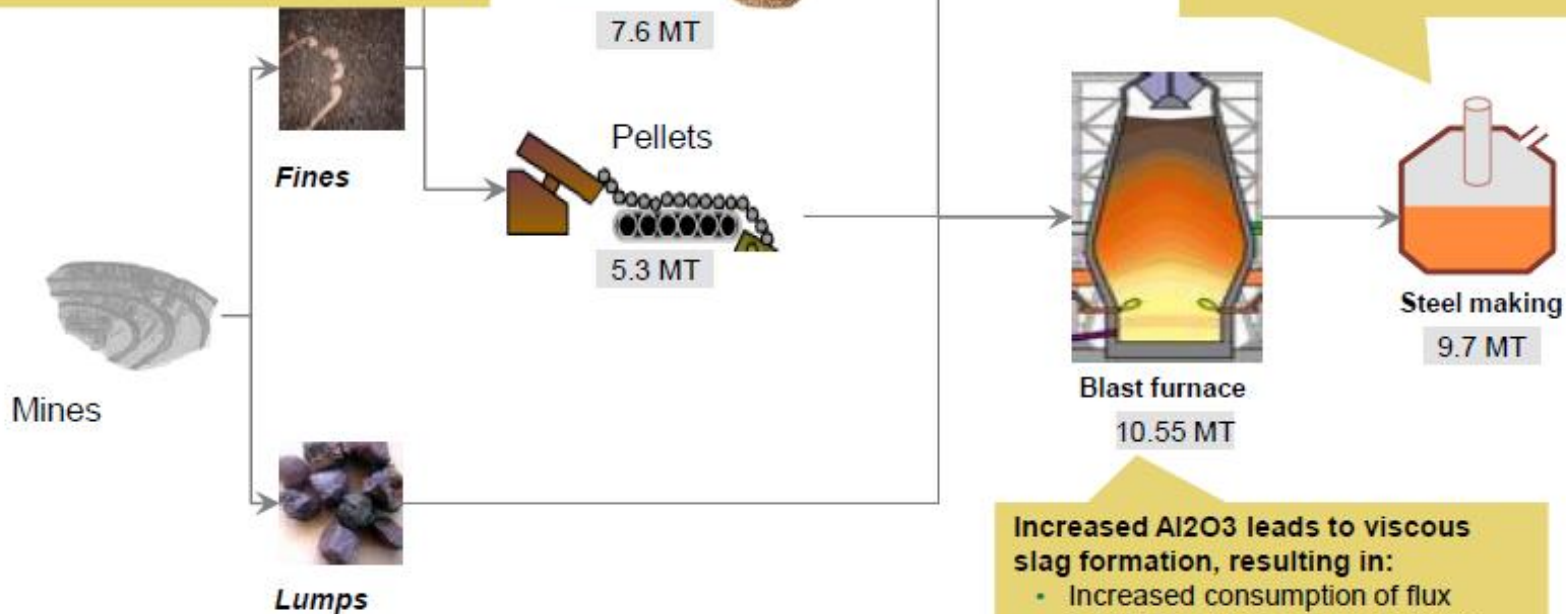 7.6 MT
Pellets
Fines
5.3 MT
Steel making
9.7 MT
Mines
Blast furnace
10.55 MT
Increased Al2O3 leads to viscous
slag formation, resulting in:
• Increased consumption of flux
Lumps